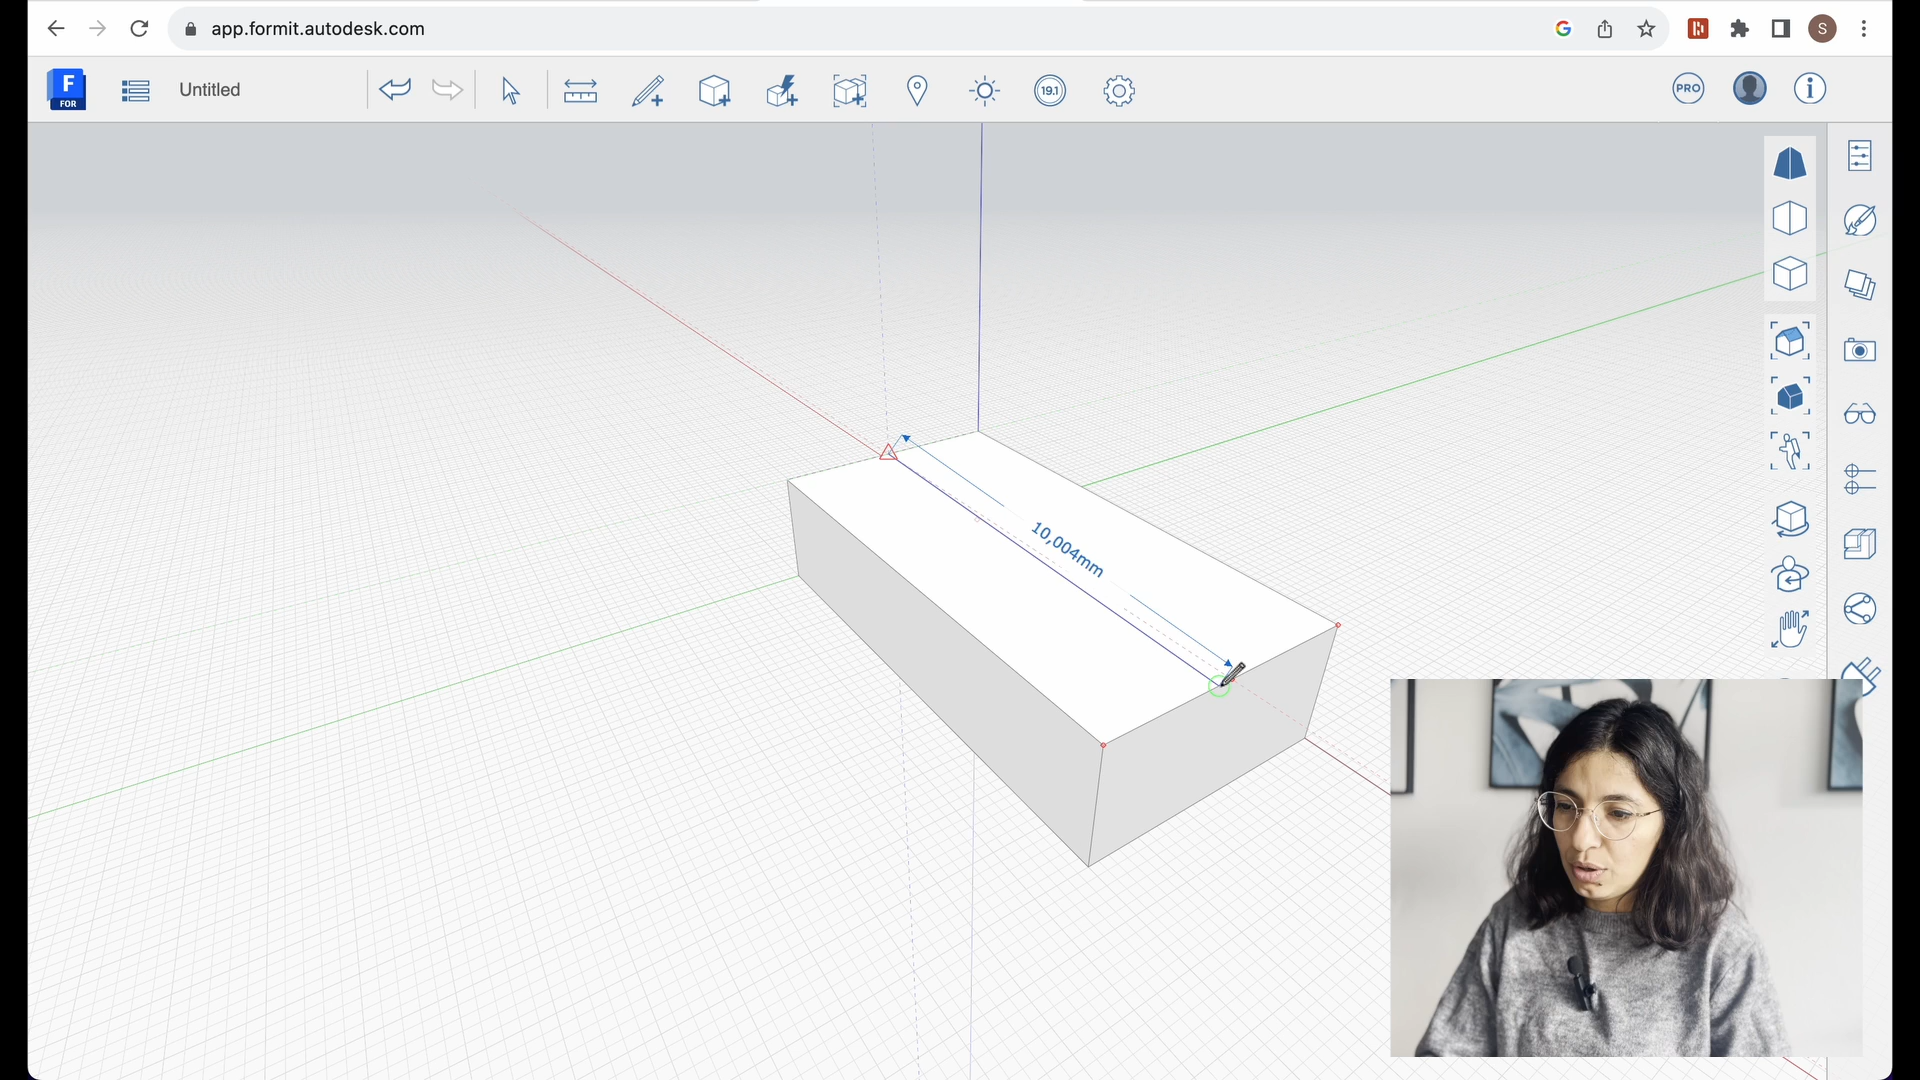 app.formit.autodesk.com
S
F
FOR
Untitled
19.1
PRO
i
10,004mm